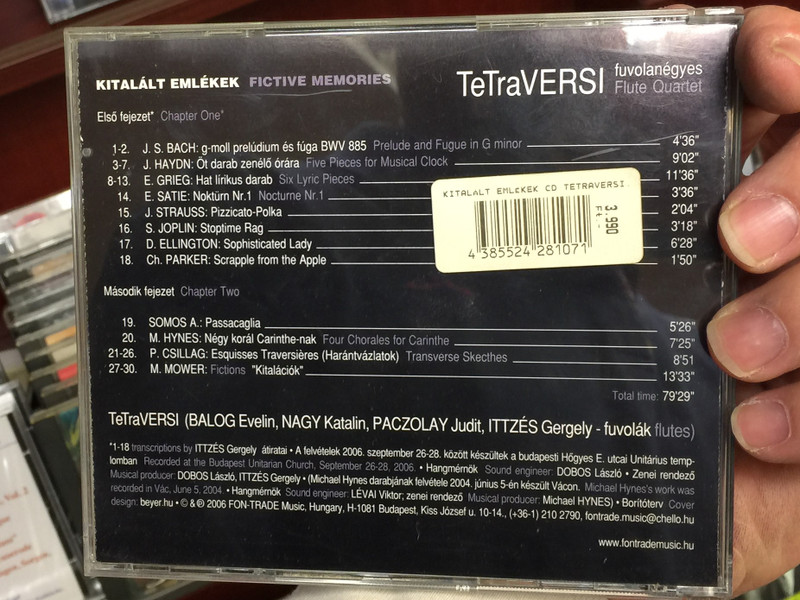 KITALÁLT EMLÉKEK FICTIVE MEMORIES
TeTraVERSI fuvolanégyes
Flute Quartet
Első fejezet* Chapter One*
1-2. J. S. BACH: g-moll prelúdium és fúga BWV 885 Prelude and Fugue in G minor 4'36"
3-7. J. HAYDN: Öt darab zenélő órára Five Pieces for Musical Clock 9'02"
8-13. E. GRIEG: Hat lírikus darab Six Lyric Pieces 11'36"
14. E. SATIE: Noktürn Nr.1 Nocturne Nr.1 3'36"
15. J. STRAUSS: Pizzicato-Polka 2'04"
16. S. JOPLIN: Stoptime Rag 3'18"
17. D. ELLINGTON: Sophisticated Lady 6'28"
18. Ch. PARKER: Scrapple from the Apple 1'50"
KITALALT EMLéKEK CD TETRAVERSI.
3.990
Ft.-
4385524 281071
Második fejezet Chapter Two
19. SOMOS A.: Passacaglia 5'26"
20. M. HYNES: Négy korál Carinthe-nak Four Chorales for Carinthe 7'25"
21-26. P. CSILLAG: Esquisses Traversières (Harántvázlatok) Transverse Skecthes 8'51
27-30. M. MOWER: Fictions "Kitalációk" 13'33"
Total time: 79'29"
TeTraVERSI (BALOG Evelin, NAGY Katalin, PACZOLAY Judit, ITTZÉS Gergely - fuvolák flutes)
*1-18 transcriptions by ITTZÉS Gergely átiratai • A felvételek 2006. szeptember 26-28. között készültek a budapesti Hőgyes E. utcai Unitárius temp-
lomban Recorded at the Budapest Unitarian Church, September 26-28, 2006. • Hangmérnök Sound engineer: DOBOS László • Zenei rendező
Musical producer: DOBOS László, ITTZÉS Gergely • (Michael Hynes darabjának felvétele 2004. június 5-én készült Vácon. Michael Hynes's work was
recorded in Vác, June 5, 2004. • Hangmérnök Sound engineer: LÉVAI Viktor; zenei rendező Musical producer: Michael HYNES) • Borítóterv Cover
design: beyer.hu • © & ℗ 2006 FON-TRADE Music, Hungary, H-1081 Budapest, Kiss József u. 10-14., (+36-1) 210 2790, fontrade.music@chello.hu
www.fontrademusic.hu